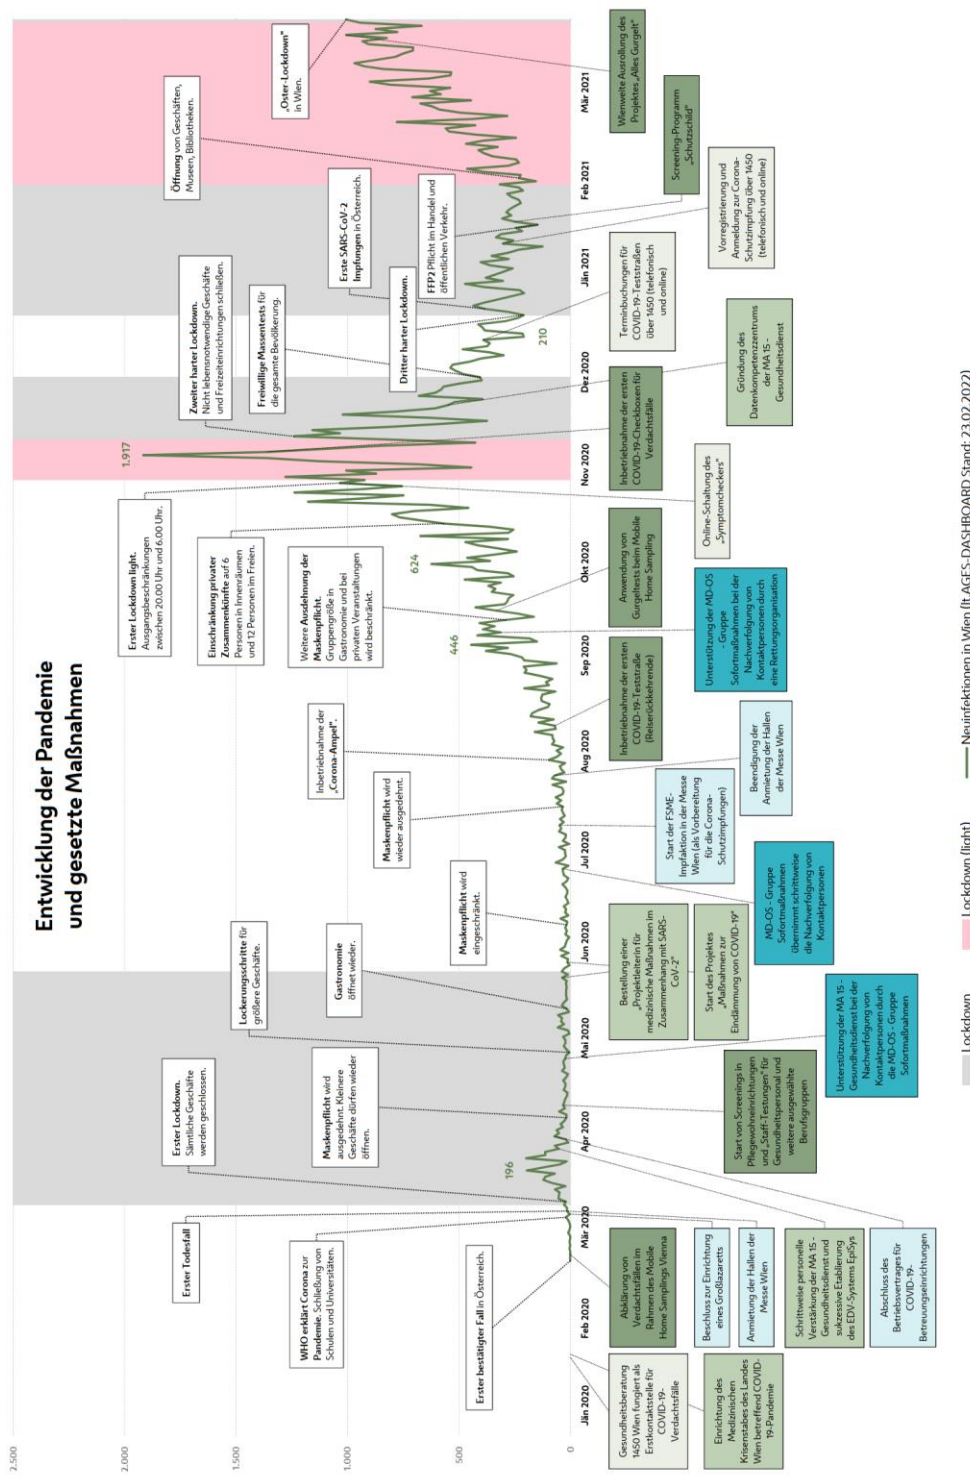 Entwicklung der Pandemie
und gesetzte Maßnahmen
2.500
2.000
1.500
1.000
500
0
Erster bestätigter Fall in Österreich.
WHO erklärt Corona zur
Pandemie. Schließung von
Schulen und Universitäten.
Erster Todesfall
Erster Lockdown.
Sämtliche Geschäfte
werden geschlossen.
Maskenpflicht wird
ausgedehnt. Kleinere
Geschäfte dürfen wieder
öffnen.
Lockerungsschritte für
größere Geschäfte.
Gastronomie
öffnet wieder.
Maskenpflicht wird
eingeschränkt.
Maskenpflicht wird
wieder ausgedehnt.
Inbetriebnahme der
„Corona-Ampel“.
Weitere Ausdehnung der
Maskenpflicht.
Gruppengröße in
Gastronomie und bei
privaten Veranstaltungen
wird beschränkt.
Einschränkung privater
Zusammenkünfte auf 6
Personen in Innenräumen
und 12 Personen im Freien.
Erster Lockdown light.
Ausgangsbeschränkungen
zwischen 20.00 Uhr und 6.00 Uhr.
Zweiter harter Lockdown.
Nicht lebensnotwendige Geschäfte
und Freizeiteinrichtungen schließen.
Freiwillige Massentests für
die gesamte Bevölkerung.
Dritter harter Lockdown.
Erste SARS-CoV-2
Impfungen in Österreich.
FFP2 Pflicht im Handel und
öffentlichen Verkehr.
Öffnung von Geschäften,
Museen, Bibliotheken.
„Oster-Lockdown“
in Wien.
196
446
624
1.917
210
Jän 2020
Feb 2020
Mär 2020
Apr 2020
Mai 2020
Jun 2020
Jul 2020
Aug 2020
Sep 2020
Okt 2020
Nov 2020
Dez 2020
Jän 2021
Feb 2021
Mär 2021
Gesundheitsberatung
1450 Wien fungiert als
Erstkontaktstelle für
COVID-19-
Verdachtsfälle
Einrichtung des
Medizinischen
Krisenstabes des Landes
Wien betreffend COVID-
19-Pandemie
Abklärung von
Verdachtsfällen im
Rahmen des Mobile
Home Samplings Vienna
Beschluss zur Einrichtung
eines Großlazaretts
Anmietung der Hallen der
Messe Wien
Schrittweise personelle
Verstärkung der MA 15 -
Gesundheitsdienst und
sukzessive Etablierung
des EDV-Systems EpiSys
Abschluss des
Betriebsvertrages für
COVID-19-
Betreuungseinrichtungen
Start von Screenings in
Pflegewohneinrichtungen
und „Staff-Testungen“ für
Gesundheitspersonal und
weitere ausgewählte
Berufsgruppen
Unterstützung der MA 15 -
Gesundheitsdienst bei der
Nachverfolgung von
Kontaktpersonen durch
die MD-OS - Gruppe
Sofortmaßnahmen
Bestellung einer
„Projektleiterin für
medizinische Maßnahmen im
Zusammenhang mit SARS-
CoV-2“
Start des Projektes
„Maßnahmen zur
Eindämmung von COVID-19“
MD-OS - Gruppe
Sofortmaßnahmen
übernimmt schrittweise
die Nachverfolgung von
Kontaktpersonen
Start der FSME-
Impfaktion in der Messe
Wien (als Vorbereitung
für die Corona-
Schutzimpfungen)
Beendigung der
Anmietung der Hallen
der Messe Wien
Inbetriebnahme der ersten
COVID-19-Teststraße
(Reiserückkehrende)
Unterstützung der MD-OS
- Gruppe
Sofortmaßnahmen bei der
Nachverfolgung von
Kontaktpersonen durch
eine Rettungsorganisation
Anwendung von
Gurgeltests beim Mobile
Home Sampling
Online-Schaltung des
„Symptomcheckers“
Inbetriebnahme der ersten
COVID-19-Checkboxen für
Verdachtsfälle
Gründung des
Datenkompetenzzentrums
der MA 15 -
Gesundheitsdienst
Terminbuchungen für
COVID-19-Teststraßen
über 1450 (telefonisch
und online)
Vorregistrierung und
Anmeldung zur Corona-
Schutzimpfung über 1450
(telefonisch und online)
Screening-Programm
„Schutzschild“
Wienweite Ausrollung des
Projektes „Alles Gurgelt“
Lockdown
Lockdown (light)
Neuinfektionen in Wien (lt. AGES-DASHBOARD Stand: 23.02.2022)